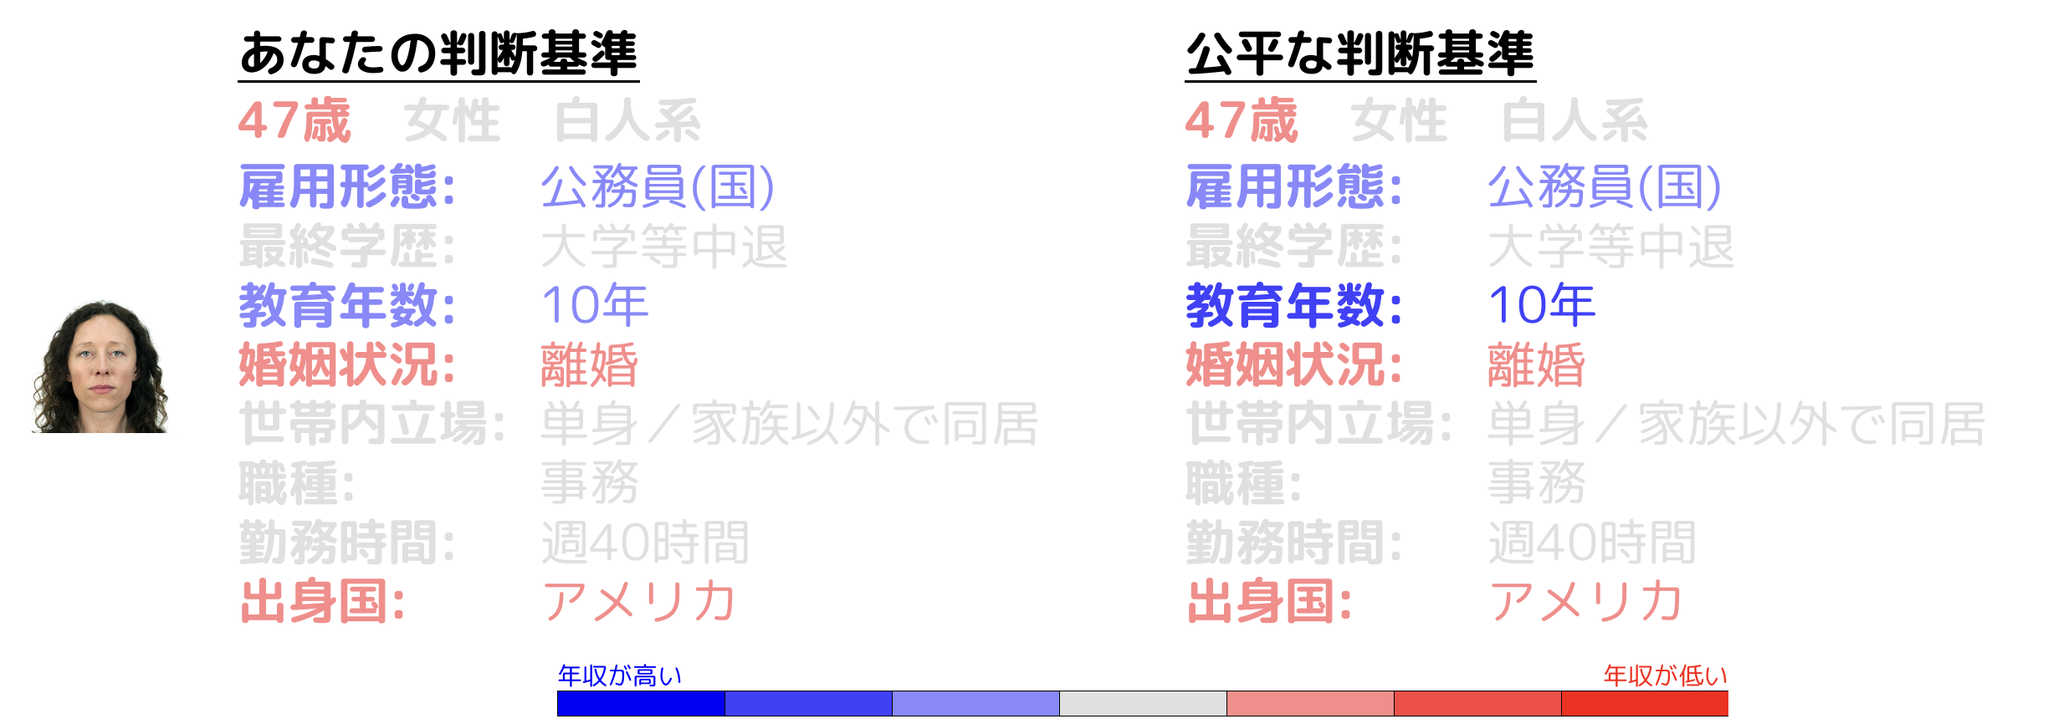 あなたの判断基準
47歳 女性 白人系
雇用形態: 公務員(国)
最終学歴: 大学等中退
教育年数: 10年
婚姻状況: 離婚
世帯内立場: 単身／家族以外で同居
職種: 事務
勤務時間: 週40時間
出身国: アメリカ
公平な判断基準
47歳 女性 白人系
雇用形態: 公務員(国)
最終学歴: 大学等中退
教育年数: 10年
婚姻状況: 離婚
世帯内立場: 単身／家族以外で同居
職種: 事務
勤務時間: 週40時間
出身国: アメリカ
年収が高い
年収が低い